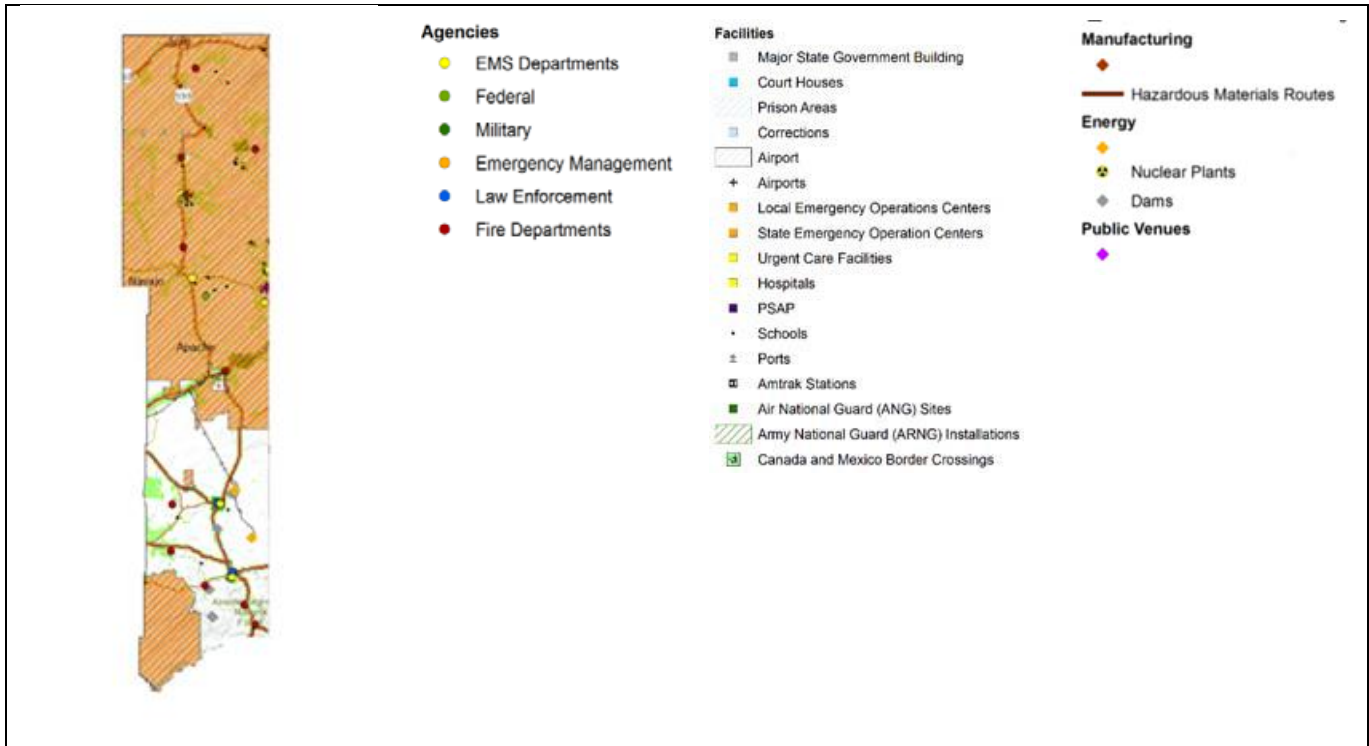 Navajo
Apache
Agencies
EMS Departments
Federal
Military
Emergency Management
Law Enforcement
Fire Departments
Facilities
Major State Government Building
Court Houses
Prison Areas
Corrections
Airport
Airports
Local Emergency Operations Centers
State Emergency Operation Centers
Urgent Care Facilities
Hospitals
PSAP
Schools
Ports
Amtrak Stations
Air National Guard (ANG) Sites
Army National Guard (ARNG) Installations
Canada and Mexico Border Crossings
Manufacturing
Hazardous Materials Routes
Energy
Nuclear Plants
Dams
Public Venues